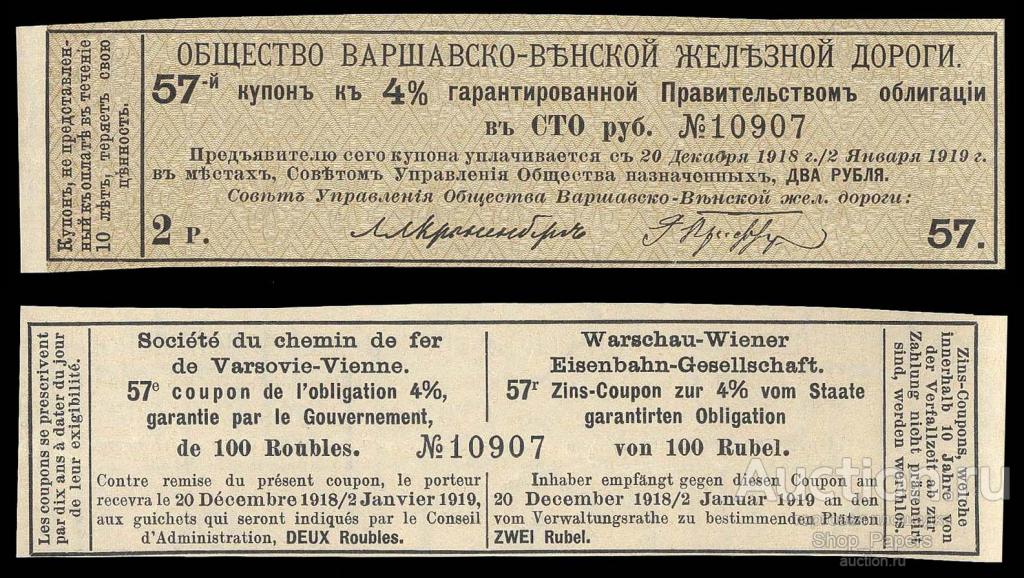 Купонъ, не представлен-
ный къ оплатѣ въ теченіе
10 лѣтъ, теряетъ свою
цѣнность.
ОБЩЕСТВО ВАРШАВСКО-ВѢНСКОЙ ЖЕЛѢЗНОЙ ДОРОГИ.
57-й купонъ къ 4% гарантированной Правительствомъ облигаціи
въ СТО руб. №10907
Предъявителю сего купона уплачивается съ 20 Декабря 1918 г./2 Января 1919 г.
въ мѣстахъ, Совѣтомъ Управленія Общества назначенныхъ, ДВА РУБЛЯ.
Совѣтъ Управленія Общества Варшавско-Вѣнской жел. дороги:
2 Р.
57.
Les coupons se prescrivent
par dix ans à dater du jour
de leur exigibilité.
Société du chemin de fer
de Varsovie-Vienne.
57e coupon de l'obligation 4%,
garantie par le Gouvernement,
de 100 Roubles.
№10907
Contre remise du présent coupon, le porteur
recevra le 20 Décembre 1918/2 Janvier 1919,
aux guichets qui seront indiqués par le Conseil
d'Administration, DEUX Roubles.
Warschau-Wiener
Eisenbahn-Gesellschaft.
57r Zins-Coupon zur 4% vom Staate
garantirten Obligation
von 100 Rubel.
Inhaber empfängt gegen diesen Coupon am
20 December 1918/2 Januar 1919 an den
vom Verwaltungsrathe zu bestimmenden Plätzen
ZWEI Rubel.
Zins-Coupons, welche
innerhalb 10 Jahre von
der Verfallzeit ab zur
Zahlung nicht präsentirt
sind, werden werthlos.
Auction.ru
Shop_Papers
auction.ru